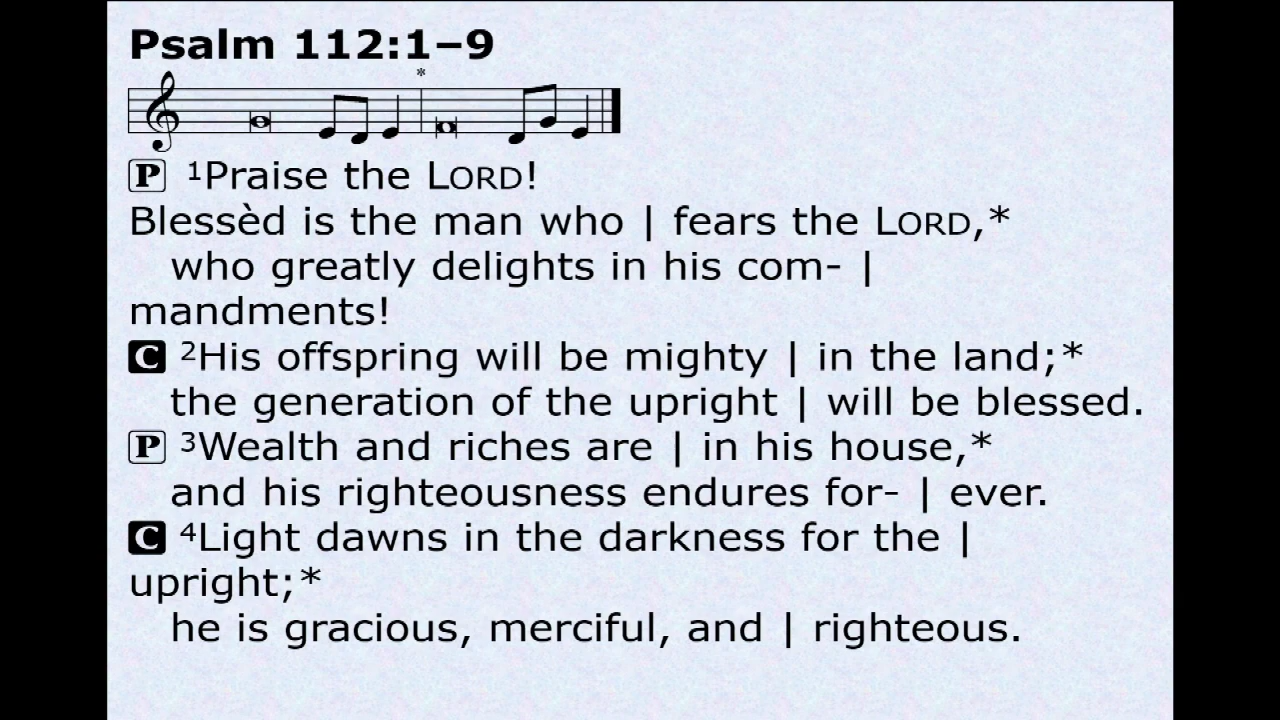 Psalm 112:1–9
*
P ¹Praise the LORD!
Blessèd is the man who | fears the LORD,*
who greatly delights in his com- |
mandments!
C ²His offspring will be mighty | in the land;*
the generation of the upright | will be blessed.
P ³Wealth and riches are | in his house,*
and his righteousness endures for- | ever.
C ⁴Light dawns in the darkness for the |
upright;*
he is gracious, merciful, and | righteous.